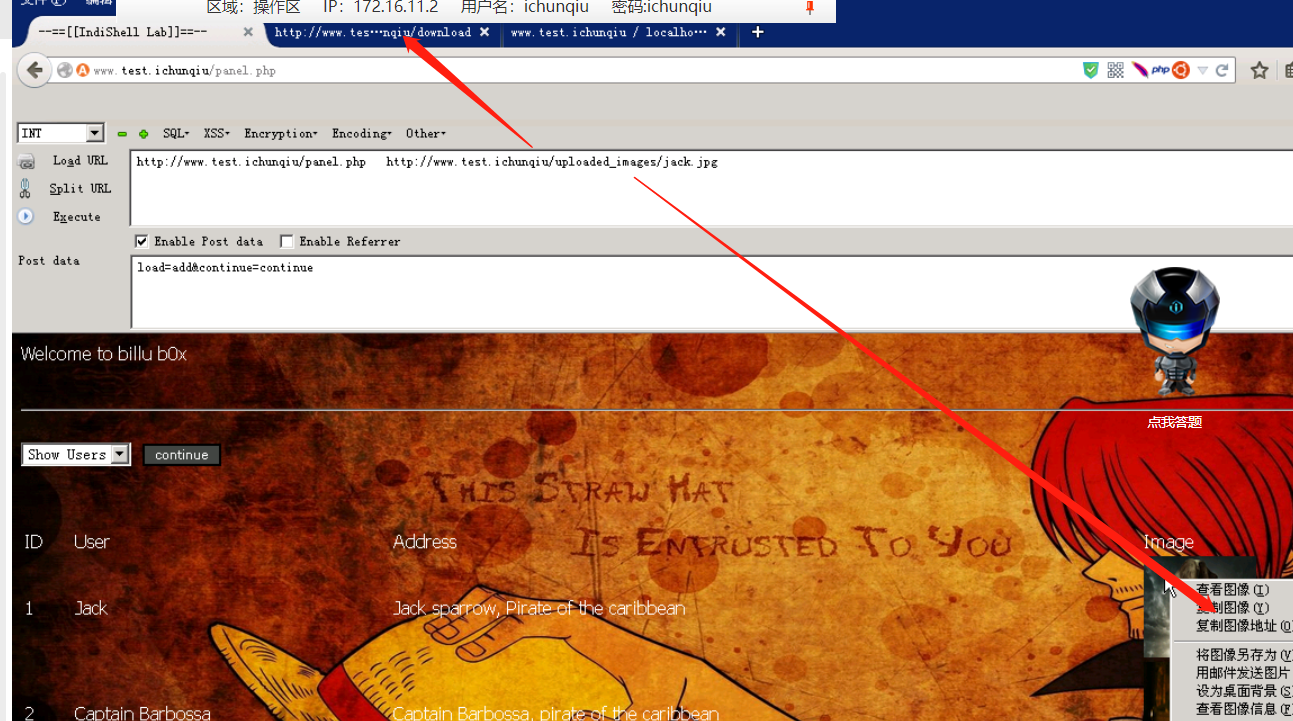 文件(F) 编辑
区域：操作区 IP：172.16.11.2 用户名：ichunqiu 密码:ichunqiu
--==[[IndiShell Lab]]==-- × http://www.tes…nqiu/download × www.test.ichunqiu / localho… × +
www.test.ichunqiu/panel.php php
INT SQL XSS Encryption Encoding Other
Load URL http://www.test.ichunqiu/panel.php http://www.test.ichunqiu/uploaded_images/jack.jpg
Split URL
Execute
Enable Post data Enable Referrer
Post data load=add&continue=continue
点我答题
Welcome to billu b0x
Show Users continue
This Straw Hat
Is Entrusted To You
ID User Address Image
查看图像(I)
复制图像(Y)
1 Jack Jack sparrow, Pirate of the caribbean
复制图像地址(O
将图像另存为(V
用邮件发送图片
设为桌面背景(S
查看图像信息(F
2 Captain Barbossa Captain Barbossa, pirate of the caribbean